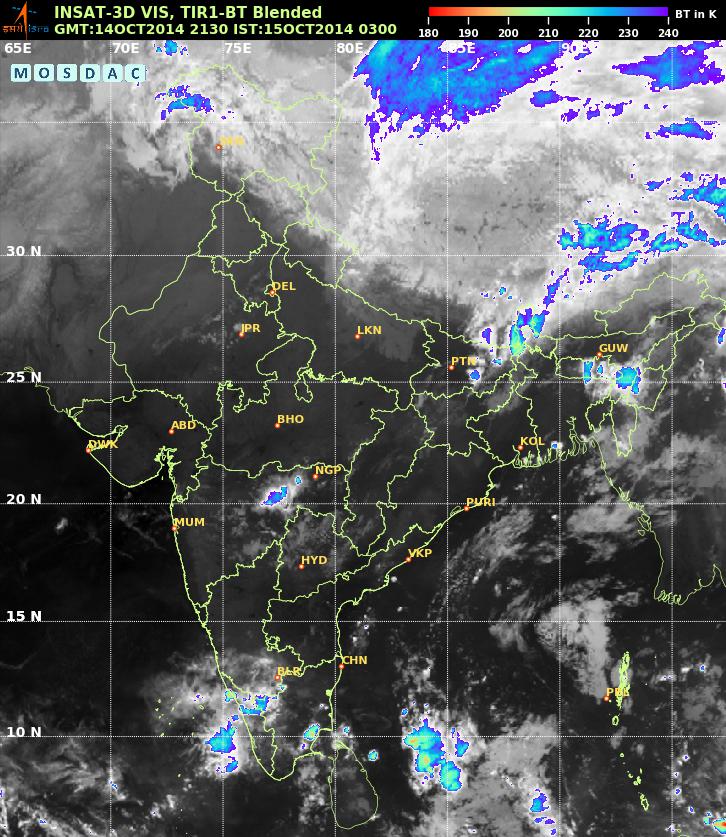 INSAT-3D VIS, TIR1-BT Blended
GMT:14OCT2014 2130 IST:15OCT2014 0300
BT in K
180 190 200 210 220 230 240
65E 70E 75E 80E 85E 90E
MOSDAC
30 N
DEL
JPR
LKN
GUW
PTN
25 N
ABD
BHO
DWK
KOL
NGP
20 N
PURI
MUM
HYD
VKP
15 N
CHN
BLR
PBL
10 N